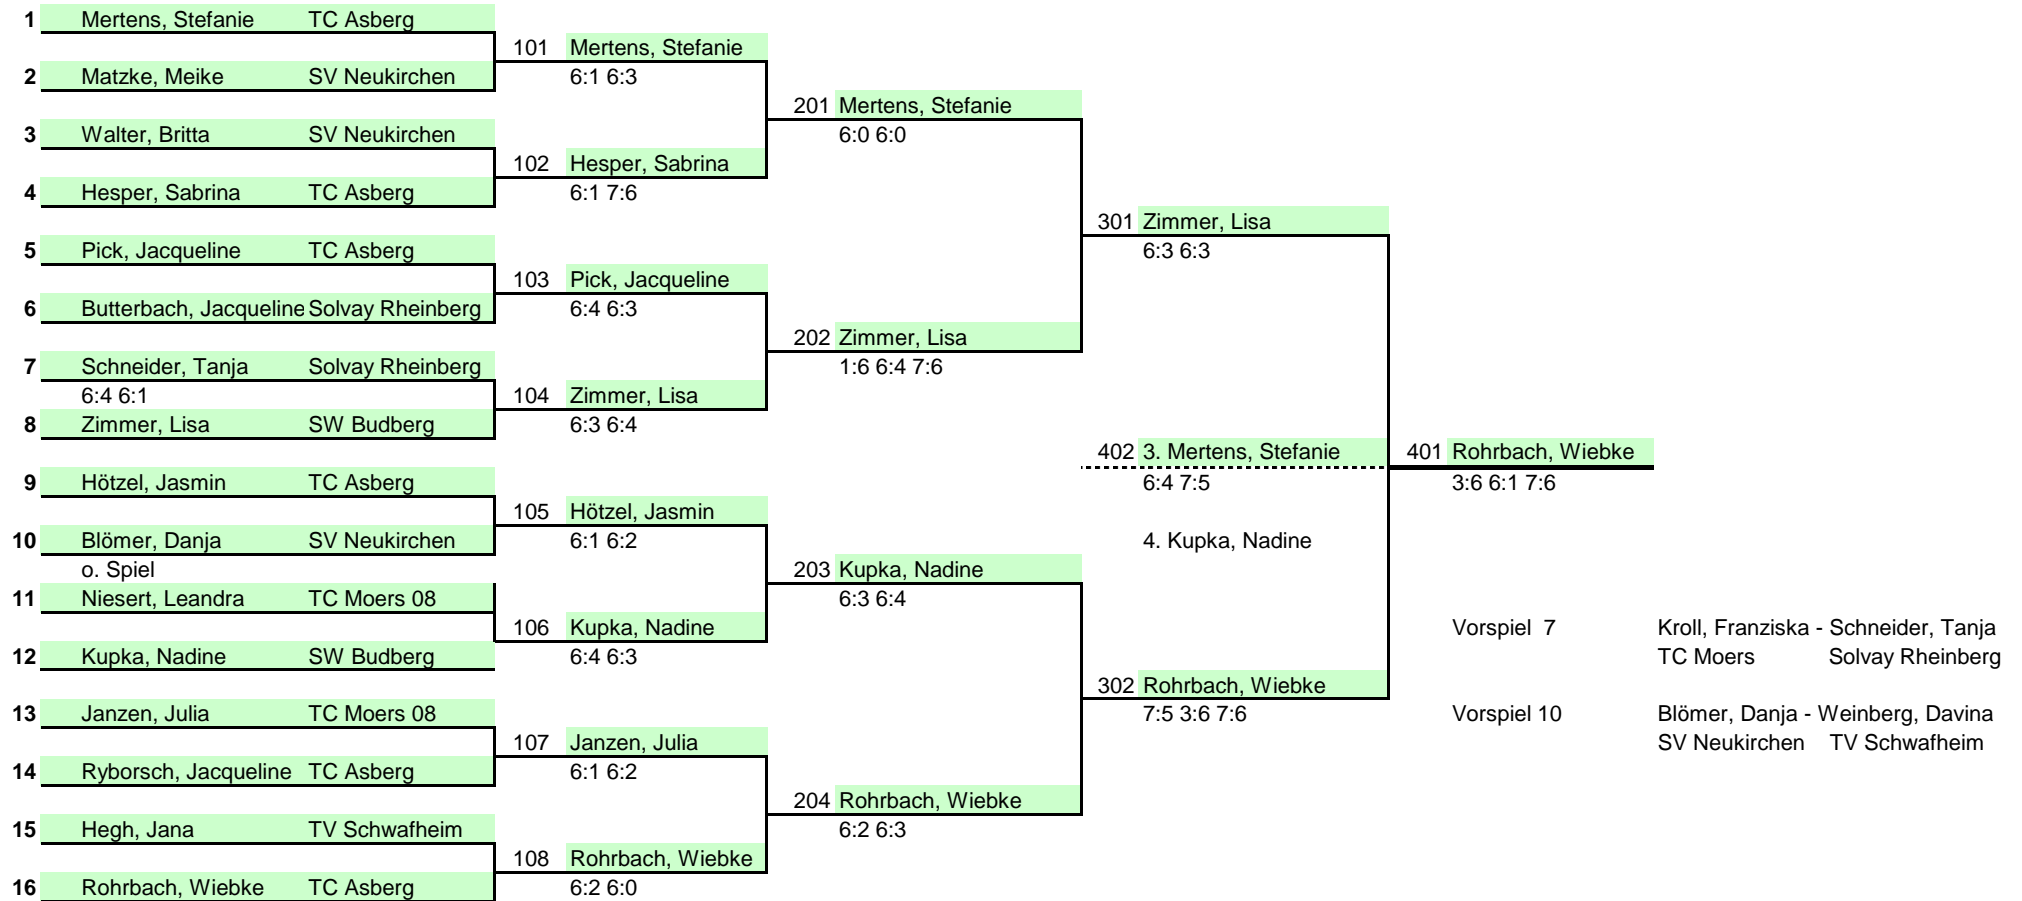 1 Mertens, Stefanie TC Asberg
101 Mertens, Stefanie
2 Matzke, Meike SV Neukirchen 6:1 6:3
201 Mertens, Stefanie
3 Walter, Britta SV Neukirchen 6:0 6:0
102 Hesper, Sabrina
4 Hesper, Sabrina TC Asberg 6:1 7:6
301 Zimmer, Lisa
5 Pick, Jacqueline TC Asberg 6:3 6:3
103 Pick, Jacqueline
6 Butterbach, Jacqueline Solvay Rheinberg 6:4 6:3
202 Zimmer, Lisa
7 Schneider, Tanja Solvay Rheinberg 1:6 6:4 7:6
6:4 6:1 104 Zimmer, Lisa
8 Zimmer, Lisa SW Budberg 6:3 6:4
402 3. Mertens, Stefanie 401 Rohrbach, Wiebke
9 Hötzel, Jasmin TC Asberg 6:4 7:5 3:6 6:1 7:6
105 Hötzel, Jasmin
10 Blömer, Danja SV Neukirchen 6:1 6:2 4. Kupka, Nadine
o. Spiel 203 Kupka, Nadine
11 Niesert, Leandra TC Moers 08 6:3 6:4
106 Kupka, Nadine Vorspiel 7 Kroll, Franziska - Schneider, Tanja
12 Kupka, Nadine SW Budberg 6:4 6:3 TC Moers Solvay Rheinberg
302 Rohrbach, Wiebke
13 Janzen, Julia TC Moers 08 7:5 3:6 7:6 Vorspiel 10 Blömer, Danja - Weinberg, Davina
107 Janzen, Julia SV Neukirchen TV Schwafheim
14 Ryborsch, Jacqueline TC Asberg 6:1 6:2
204 Rohrbach, Wiebke
15 Hegh, Jana TV Schwafheim 6:2 6:3
108 Rohrbach, Wiebke
16 Rohrbach, Wiebke TC Asberg 6:2 6:0